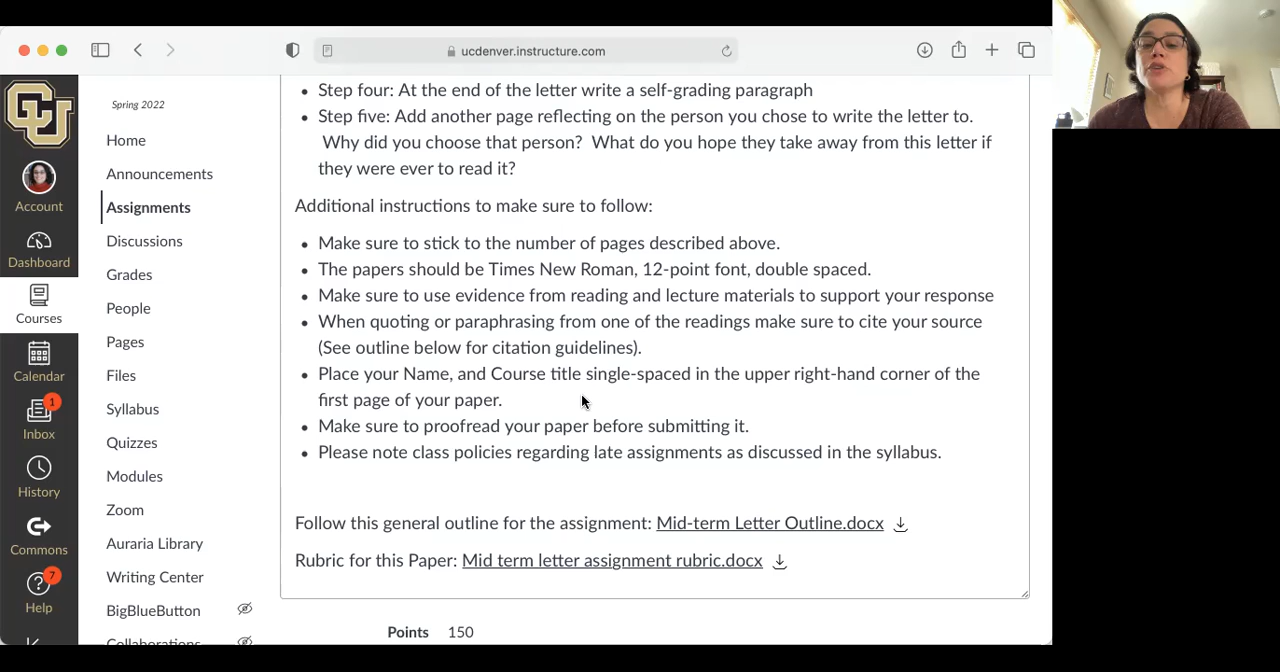 ucdenver.instructure.com
CU
Account
Dashboard
Courses
Calendar
1
Inbox
History
Commons
7
Help
Spring 2022
Home
Announcements
Assignments
Discussions
Grades
People
Pages
Files
Syllabus
Quizzes
Modules
Zoom
Auraria Library
Writing Center
BigBlueButton
Collaborations
• Step four: At the end of the letter write a self-grading paragraph
• Step five: Add another page reflecting on the person you chose to write the letter to.
Why did you choose that person?  What do you hope they take away from this letter if
they were ever to read it?
Additional instructions to make sure to follow:
• Make sure to stick to the number of pages described above.
• The papers should be Times New Roman, 12-point font, double spaced.
• Make sure to use evidence from reading and lecture materials to support your response
• When quoting or paraphrasing from one of the readings make sure to cite your source
(See outline below for citation guidelines).
• Place your Name, and Course title single-spaced in the upper right-hand corner of the
first page of your paper.
• Make sure to proofread your paper before submitting it.
• Please note class policies regarding late assignments as discussed in the syllabus.
Follow this general outline for the assignment: Mid-term Letter Outline.docx
Rubric for this Paper: Mid term letter assignment rubric.docx
Points 150